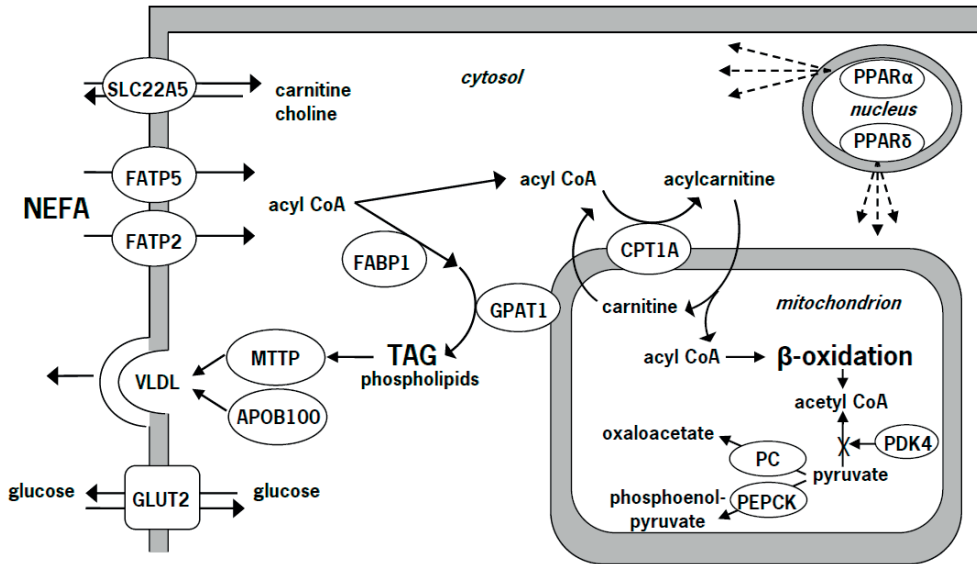 SLC22A5
carnitine
choline
cytosol
PPARα
nucleus
PPARδ
FATP5
NEFA
FATP2
acyl CoA
acyl CoA
acylcarnitine
FABP1
CPT1A
GPAT1
carnitine
mitochondrion
MTTP
TAG
phospholipids
VLDL
APOB100
acyl CoA
β-oxidation
acetyl CoA
oxaloacetate
PC
X
PDK4
pyruvate
PEPCK
phosphoenol-
pyruvate
glucose
GLUT2
glucose